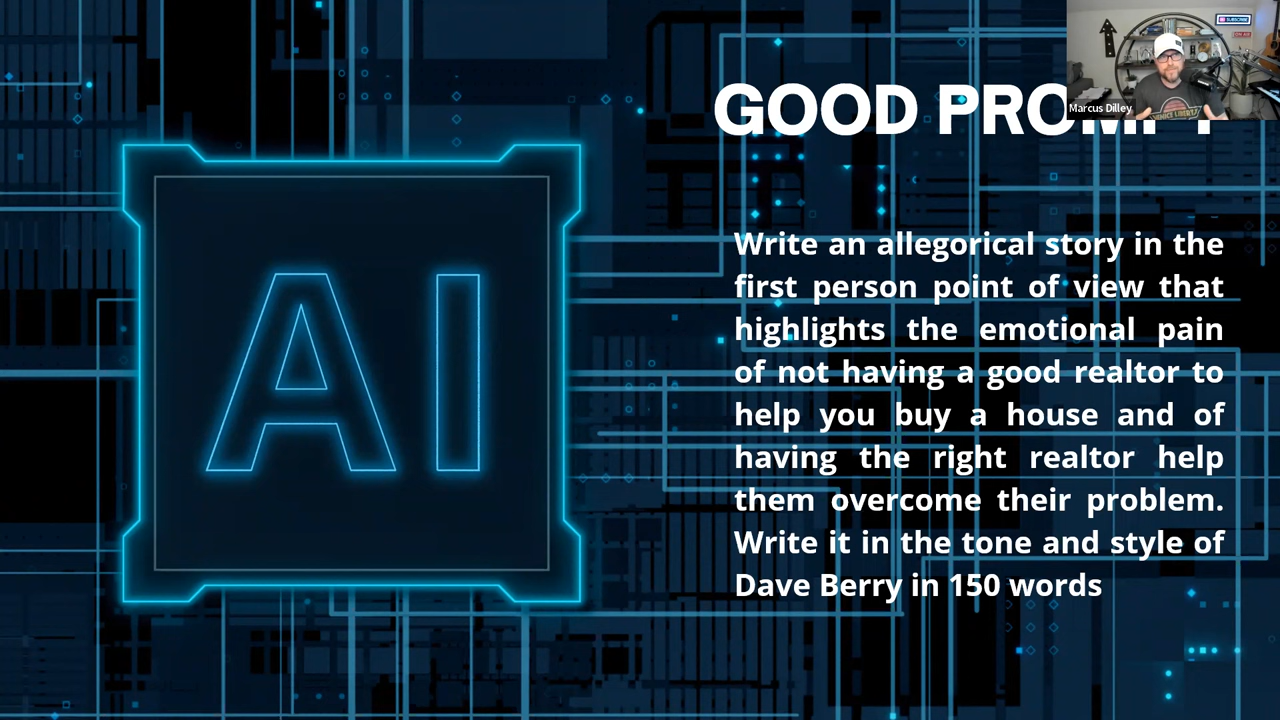 GOOD
Marcus Dilley
AI
Write an allegorical story in the
first person point of view that
highlights the emotional pain
of not having a good realtor to
help you buy a house and of
having the right realtor help
them overcome their problem.
Write it in the tone and style of
Dave Berry in 150 words